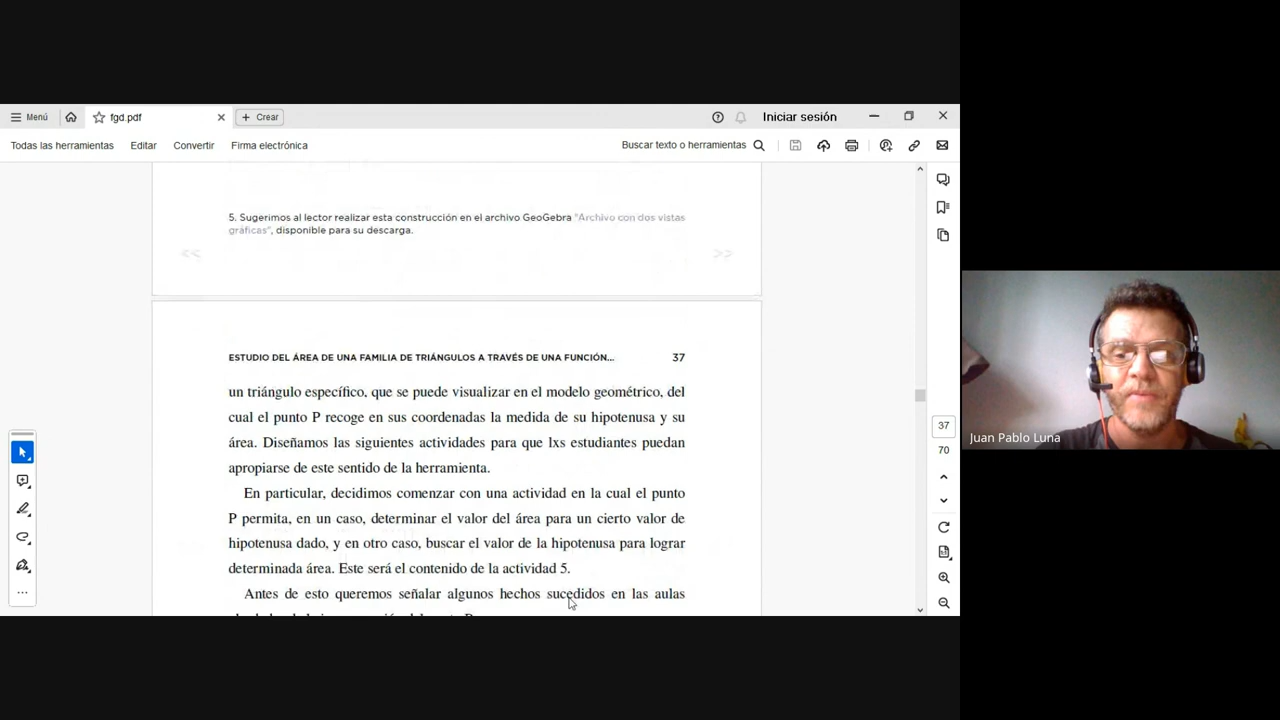 Menú
fgd.pdf
Crear
Iniciar sesión
Todas las herramientas
Editar
Convertir
Firma electrónica
Buscar texto o herramientas
5. Sugerimos al lector realizar esta construcción en el archivo GeoGebra "Archivo con dos vistas
gráficas", disponible para su descarga.
<<
>>
ESTUDIO DEL ÁREA DE UNA FAMILIA DE TRIÁNGULOS A TRAVÉS DE UNA FUNCIÓN...
37
un triángulo específico, que se puede visualizar en el modelo geométrico, del
cual el punto P recoge en sus coordenadas la medida de su hipotenusa y su
área. Diseñamos las siguientes actividades para que lxs estudiantes puedan
apropiarse de este sentido de la herramienta.
En particular, decidimos comenzar con una actividad en la cual el punto
P permita, en un caso, determinar el valor del área para un cierto valor de
hipotenusa dado, y en otro caso, buscar el valor de la hipotenusa para lograr
determinada área. Este será el contenido de la actividad 5.
Antes de esto queremos señalar algunos hechos sucedidos en las aulas
37
70
Juan Pablo Luna